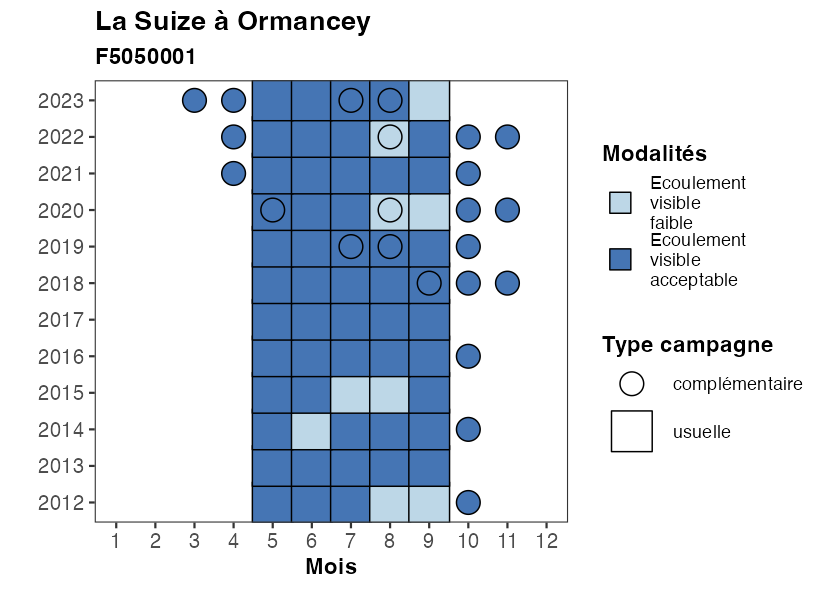 La Suize à Ormancey
F5050001
2023
2022
2021
2020
2019
2018
2017
2016
2015
2014
2013
2012
1 2 3 4 5 6 7 8 9 10 11 12
Mois
Modalités
Ecoulement
visible
faible
Ecoulement
visible
acceptable
Type campagne
complémentaire
usuelle